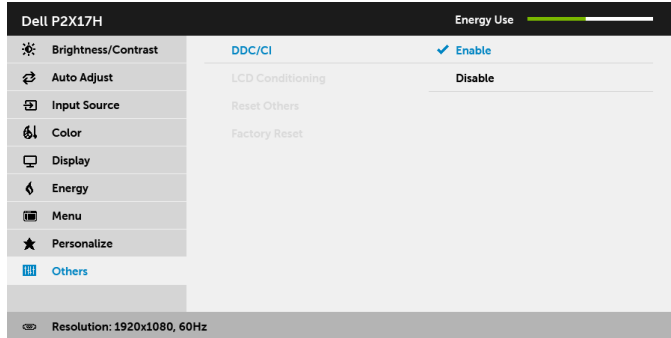 Dell P2X17H
Energy Use
Brightness/Contrast
DDC/CI
Enable
Auto Adjust
LCD Conditioning
Disable
Input Source
Reset Others
Color
Factory Reset
Display
Energy
Menu
Personalize
Others
Resolution: 1920x1080, 60Hz